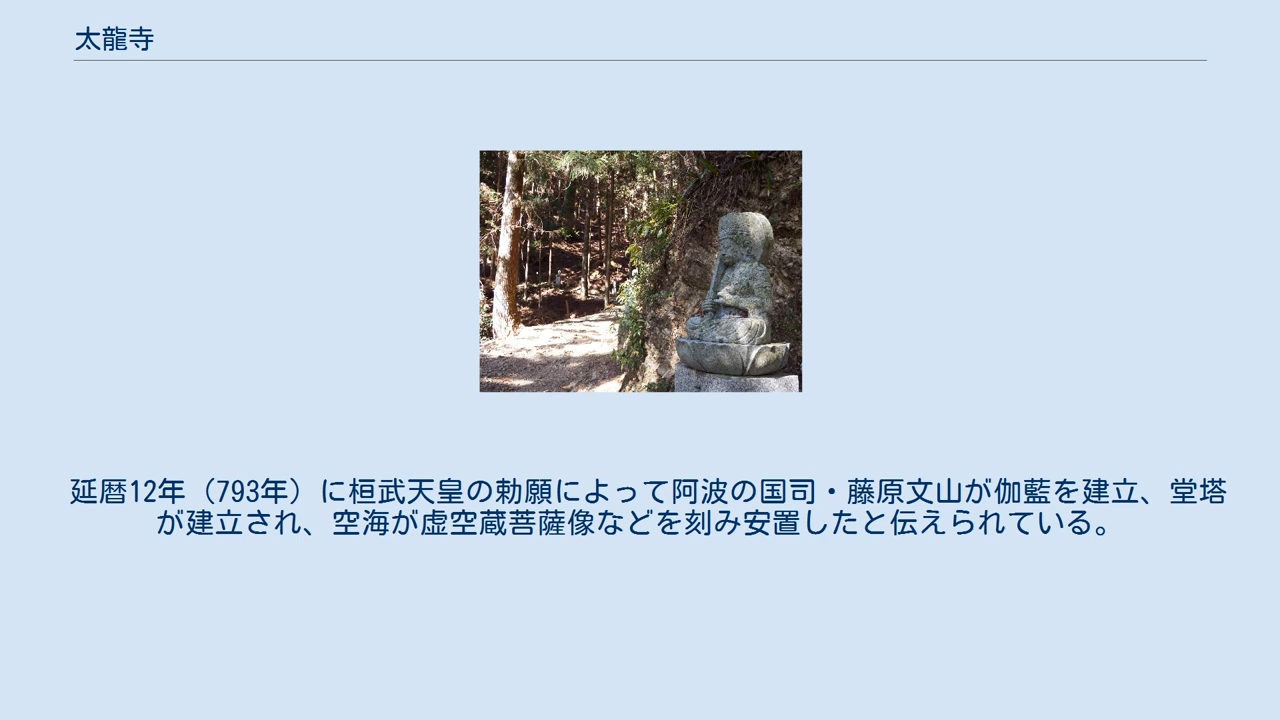 太龍寺
延暦12年（793年）に桓武天皇の勅願によって阿波の国司・藤原文山が伽藍を建立、堂塔
が建立され、空海が虚空蔵菩薩像などを刻み安置したと伝えられている。